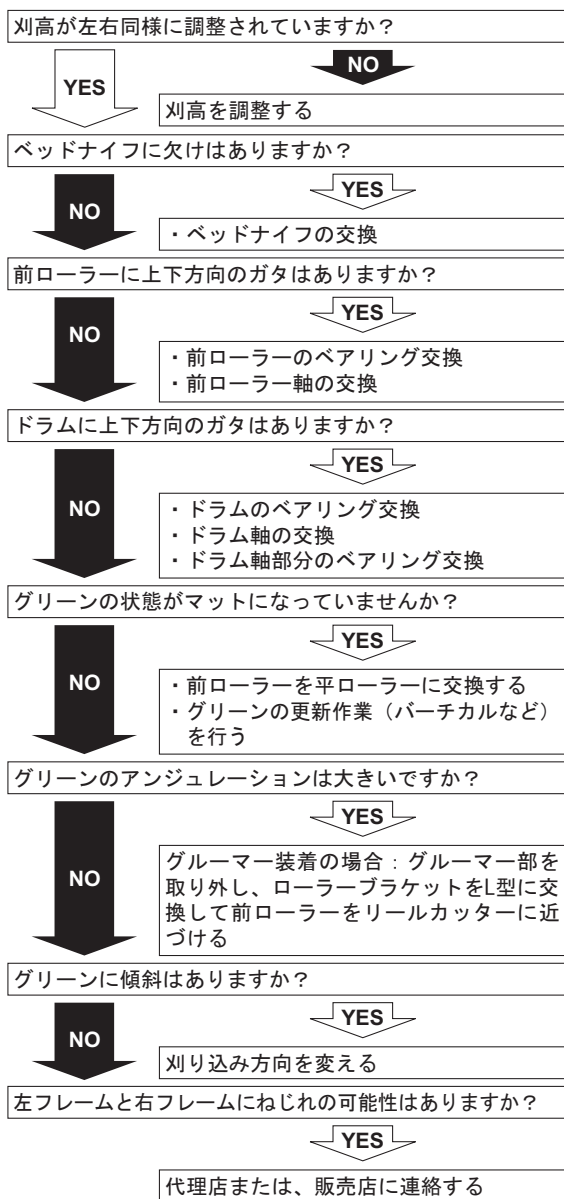 刈高が左右同様に調整されていますか？
YES
NO
刈高を調整する
ベッドナイフに欠けはありますか？
NO
YES
・ベッドナイフの交換
前ローラーに上下方向のガタはありますか？
NO
YES
・前ローラーのベアリング交換
・前ローラー軸の交換
ドラムに上下方向のガタはありますか？
NO
YES
・ドラムのベアリング交換
・ドラム軸の交換
・ドラム軸部分のベアリング交換
グリーンの状態がマットになっていませんか？
NO
YES
・前ローラーを平ローラーに交換する
・グリーンの更新作業（バーチカルなど）
を行う
グリーンのアンジュレーションは大きいですか？
NO
YES
グルーマー装着の場合：グルーマー部を
取り外し、ローラーブラケットをL型に交
換して前ローラーをリールカッターに近
づける
グリーンに傾斜はありますか？
NO
YES
刈り込み方向を変える
左フレームと右フレームにねじれの可能性はありますか？
YES
代理店または、販売店に連絡する